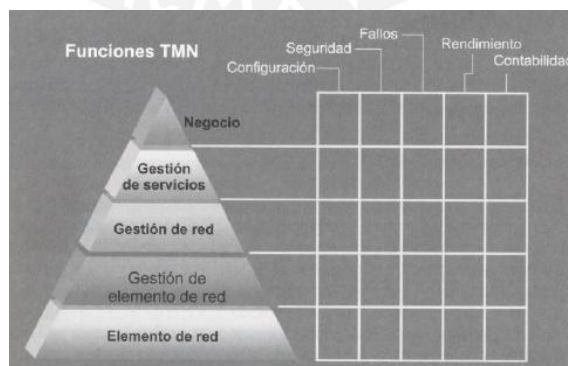 Funciones TMN
Fallos
Seguridad
Rendimiento
Configuración
Contabilidad
Negocio
Gestión
de servicios
Gestión de red
Gestión de
elemento de red
Elemento de red